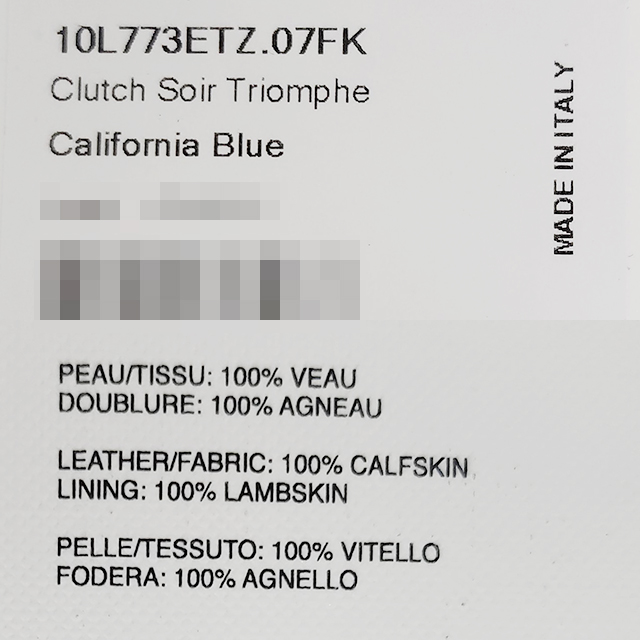 10L773ETZ.07FK
Clutch Soir Triomphe
California Blue
MADE IN ITALY
PEAU/TISSU: 100% VEAU
DOUBLURE: 100% AGNEAU
LEATHER/FABRIC: 100% CALFSKIN
LINING: 100% LAMBSKIN
PELLE/TESSUTO: 100% VITELLO
FODERA: 100% AGNELLO